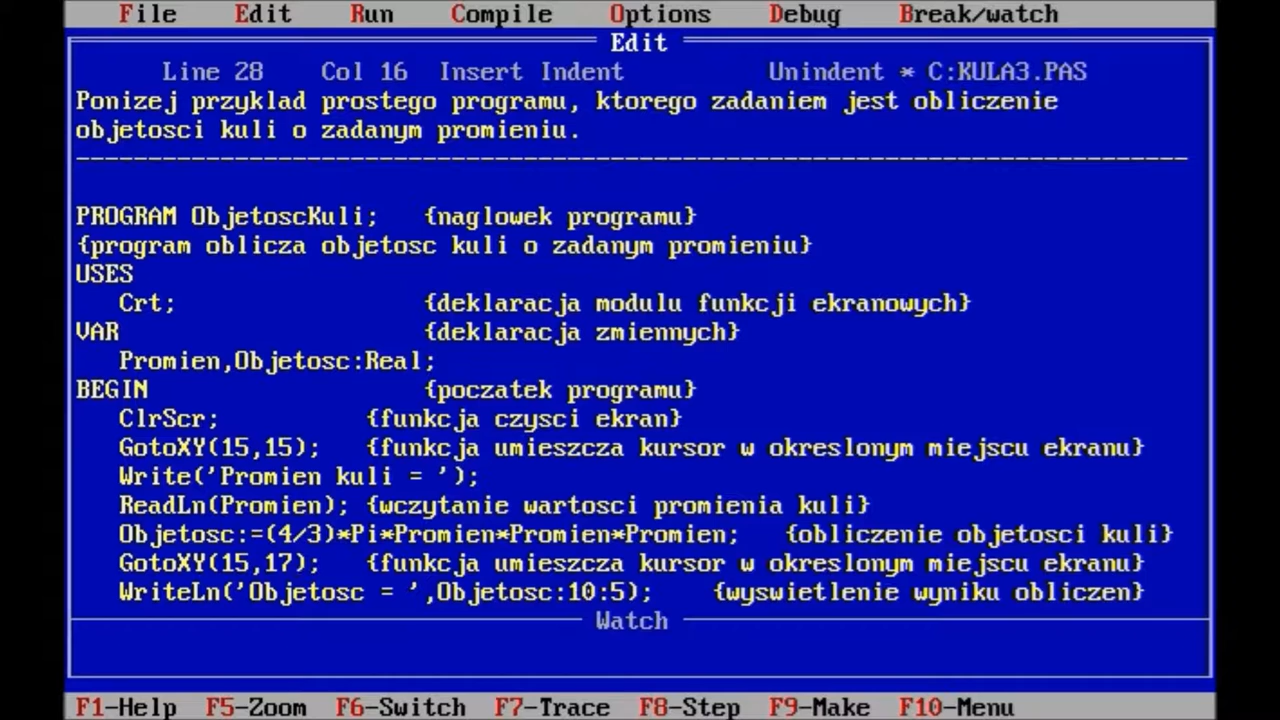 File Edit Run Compile Options Debug Break/watch
Edit
Line 28 Col 16 Insert Indent Unindent * C:KULA3.PAS
Ponizej przyklad prostego programu, ktorego zadaniem jest obliczenie
objetosci kuli o zadanym promieniu.
-----------------------------------------------------------------------------
PROGRAM ObjetoscKuli; {naglowek programu}
{program oblicza objetosc kuli o zadanym promieniu}
USES
Crt; {deklaracja modulu funkcji ekranowych}
VAR {deklaracja zmiennych}
Promien,Objetosc:Real;
BEGIN {poczatek programu}
ClrScr; {funkcja czysci ekran}
GotoXY(15,15); {funkcja umieszcza kursor w okreslonym miejscu ekranu}
Write('Promien kuli = ');
ReadLn(Promien); {wczytanie wartosci promienia kuli}
Objetosc:=(4/3)*Pi*Promien*Promien*Promien; {obliczenie objetosci kuli}
GotoXY(15,17); {funkcja umieszcza kursor w okreslonym miejscu ekranu}
WriteLn('Objetosc = ',Objetosc:10:5); {wyswietlenie wyniku obliczen}
Watch
F1-Help F5-Zoom F6-Switch F7-Trace F8-Step F9-Make F10-Menu